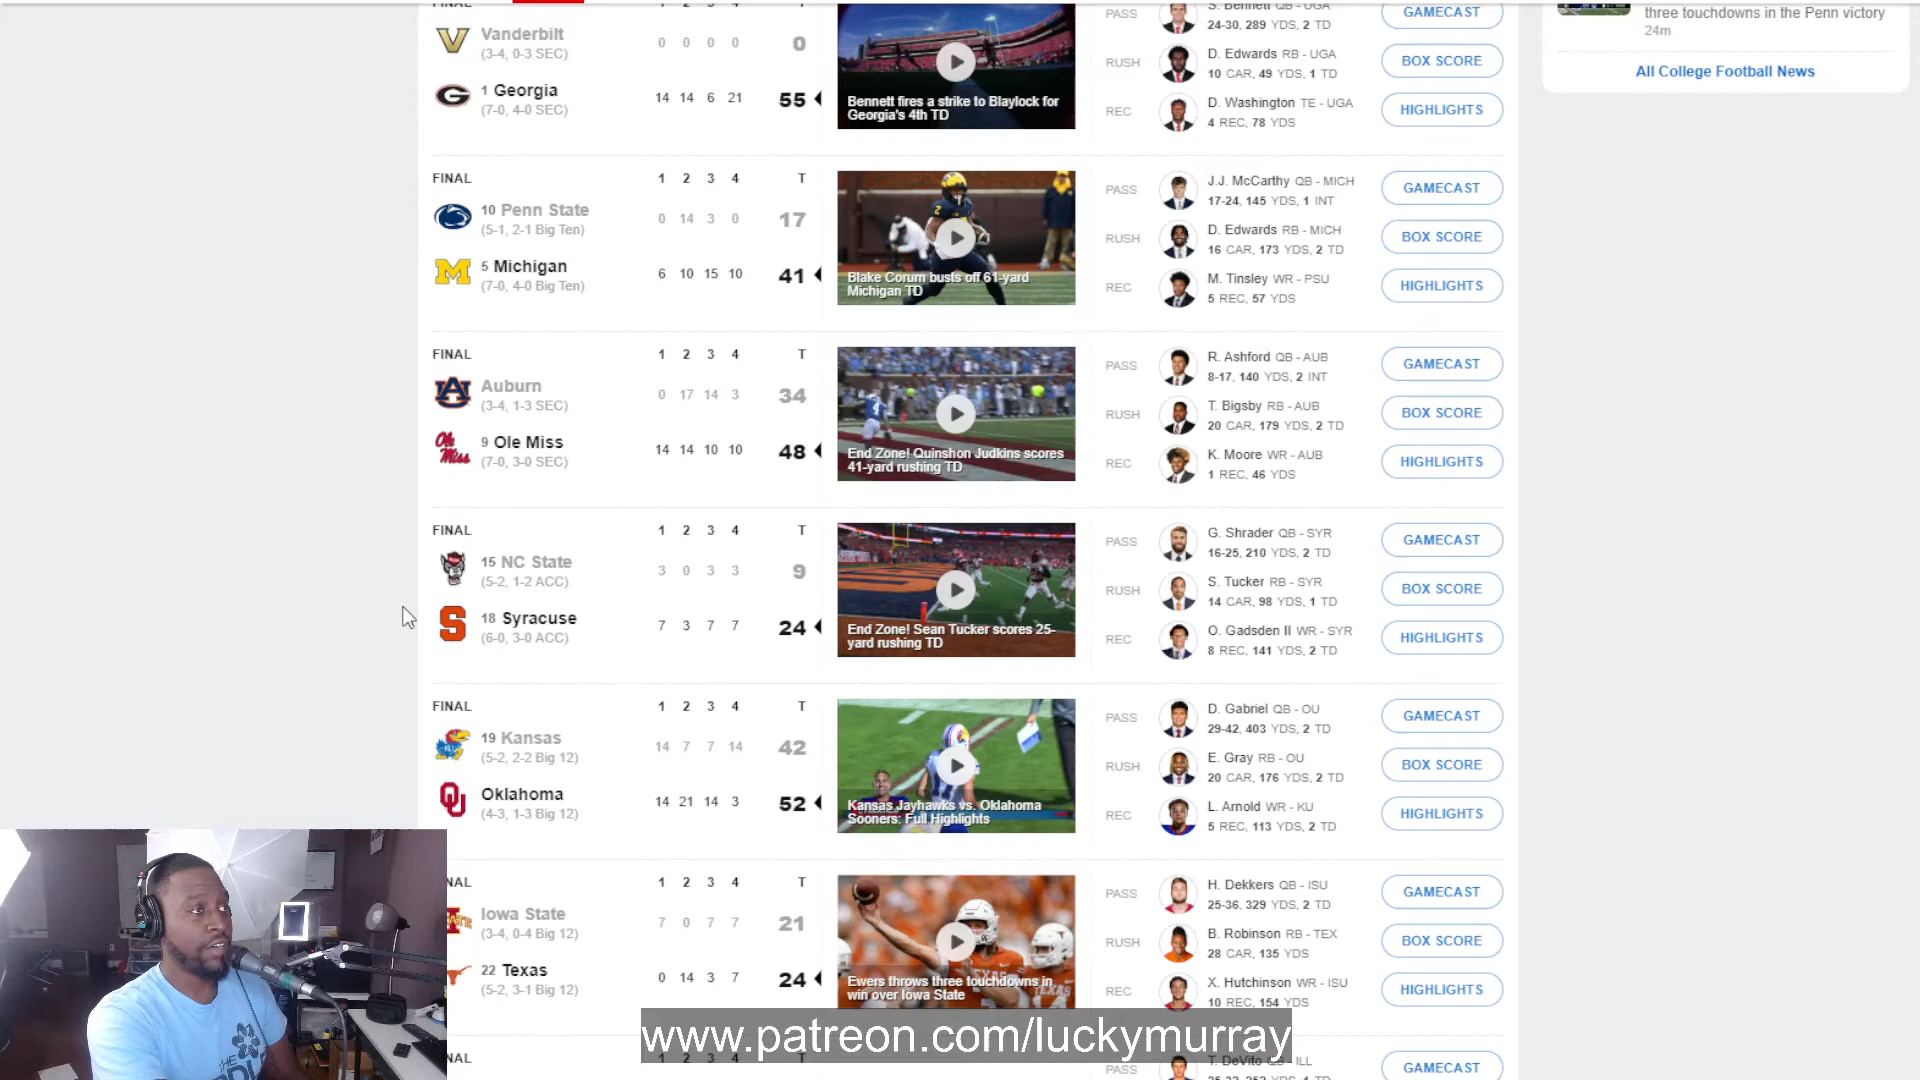 1 2 3 4 T
Vanderbilt
(3-4, 0-3 SEC)
0 0 0 0 0
1 Georgia
(7-0, 4-0 SEC)
14 14 6 21 55
Bennett fires a strike to Blaylock for
Georgia's 4th TD
PASS
S. Bennett QB - UGA
24-30, 289 YDS, 2 TD
RUSH
D. Edwards RB - UGA
10 CAR, 49 YDS, 1 TD
REC
D. Washington TE - UGA
4 REC, 78 YDS
GAMECAST
BOX SCORE
HIGHLIGHTS
three touchdowns in the Penn victory
24m
All College Football News
FINAL 1 2 3 4 T
10 Penn State
(5-1, 2-1 Big Ten)
0 14 3 0 17
5 Michigan
(7-0, 4-0 Big Ten)
6 10 15 10 41
Blake Corum busts off 61-yard
Michigan TD
PASS
J.J. McCarthy QB - MICH
17-24, 145 YDS, 1 INT
RUSH
D. Edwards RB - MICH
16 CAR, 173 YDS, 2 TD
REC
M. Tinsley WR - PSU
5 REC, 57 YDS
GAMECAST
BOX SCORE
HIGHLIGHTS
FINAL 1 2 3 4 T
Auburn
(3-4, 1-3 SEC)
0 17 14 3 34
9 Ole Miss
(7-0, 3-0 SEC)
14 14 10 10 48
End Zone! Quinshon Judkins scores
41-yard rushing TD
PASS
R. Ashford QB - AUB
8-17, 140 YDS, 2 INT
RUSH
T. Bigsby RB - AUB
20 CAR, 179 YDS, 2 TD
REC
K. Moore WR - AUB
1 REC, 46 YDS
GAMECAST
BOX SCORE
HIGHLIGHTS
FINAL 1 2 3 4 T
15 NC State
(5-2, 1-2 ACC)
3 0 3 3 9
18 Syracuse
(6-0, 3-0 ACC)
7 3 7 7 24
End Zone! Sean Tucker scores 25-
yard rushing TD
PASS
G. Shrader QB - SYR
16-25, 210 YDS, 2 TD
RUSH
S. Tucker RB - SYR
14 CAR, 98 YDS, 1 TD
REC
O. Gadsden II WR - SYR
8 REC, 141 YDS, 2 TD
GAMECAST
BOX SCORE
HIGHLIGHTS
FINAL 1 2 3 4 T
19 Kansas
(5-2, 2-2 Big 12)
14 7 7 14 42
Oklahoma
(4-3, 1-3 Big 12)
14 21 14 3 52
Kansas Jayhawks vs. Oklahoma
Sooners: Full Highlights
PASS
D. Gabriel QB - OU
29-42, 403 YDS, 2 TD
RUSH
E. Gray RB - OU
20 CAR, 176 YDS, 2 TD
REC
L. Arnold WR - KU
5 REC, 113 YDS, 2 TD
GAMECAST
BOX SCORE
HIGHLIGHTS
NAL 1 2 3 4 T
Iowa State
(3-4, 0-4 Big 12)
7 0 7 7 21
22 Texas
(5-2, 3-1 Big 12)
0 14 3 7 24
Ewers throws three touchdowns in
win over Iowa State
PASS
H. Dekkers QB - ISU
25-36, 329 YDS, 2 TD
RUSH
B. Robinson RB - TEX
28 CAR, 135 YDS
REC
X. Hutchinson WR - ISU
10 REC, 154 YDS
GAMECAST
BOX SCORE
HIGHLIGHTS
www.patreon.com/luckymurray
NAL 1 2 3 4 T
PASS
T. DeVito QB - ILL
GAMECAST